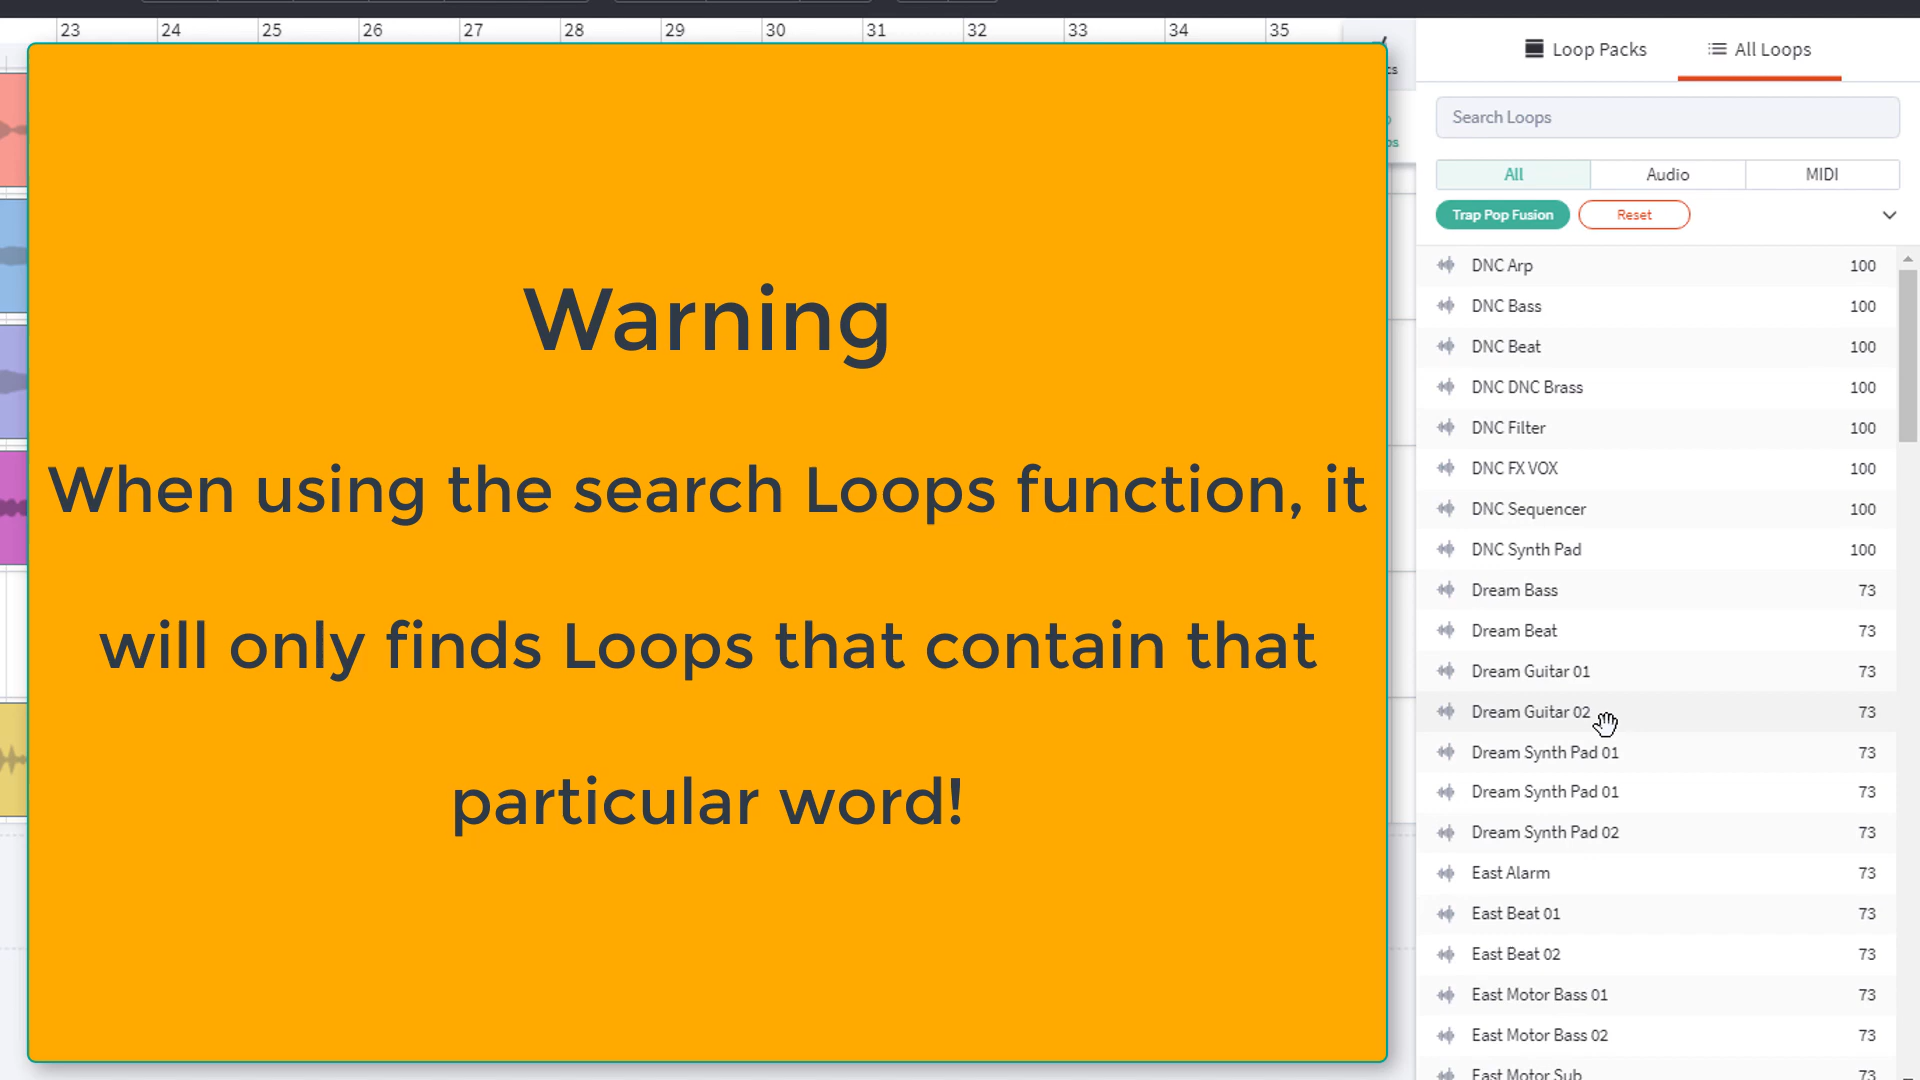 23 24 25 26 27 28 29 30 31 32 33 34 35
Loop Packs All Loops
Search Loops
All Audio MIDI
Trap Pop Fusion Reset
Warning
When using the search Loops function, it
will only finds Loops that contain that
particular word!
DNC Arp 100
DNC Bass 100
DNC Beat 100
DNC DNC Brass 100
DNC Filter 100
DNC FX VOX 100
DNC Sequencer 100
DNC Synth Pad 100
Dream Bass 73
Dream Beat 73
Dream Guitar 01 73
Dream Guitar 02 73
Dream Synth Pad 01 73
Dream Synth Pad 01 73
Dream Synth Pad 02 73
East Alarm 73
East Beat 01 73
East Beat 02 73
East Motor Bass 01 73
East Motor Bass 02 73
East Motor Sub 73